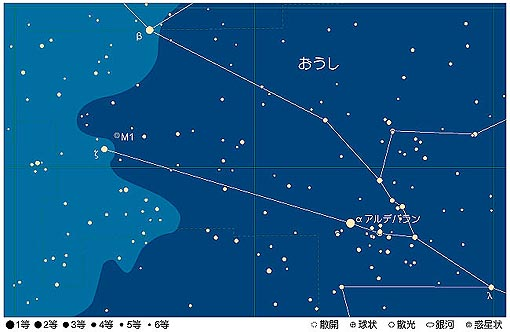 β
おうし
M1
ζ
α アルデバラン
λ
1等 2等 3等 4等 5等 6等 散開 球状 散光 銀河 惑星状